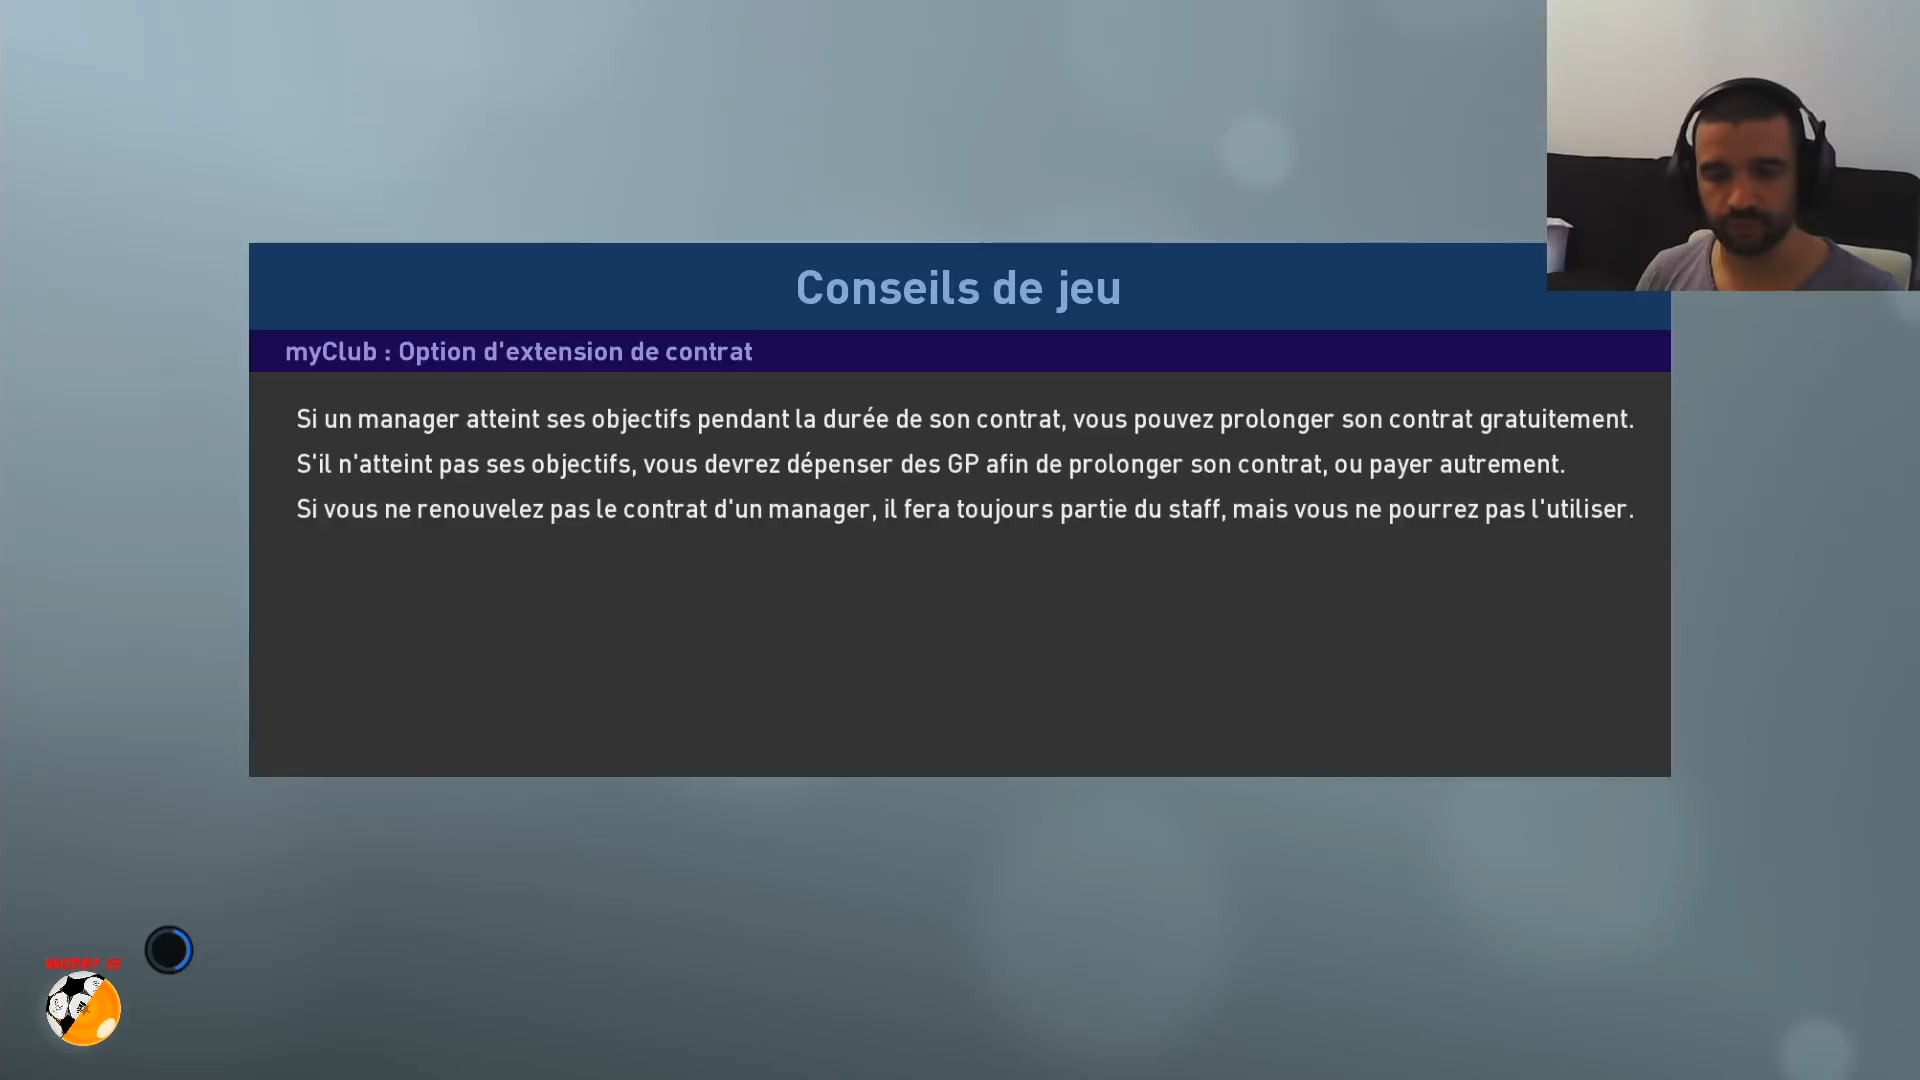 Conseils de jeu
myClub : Option d'extension de contrat
Si un manager atteint ses objectifs pendant la durée de son contrat, vous pouvez prolonger son contrat gratuitement.
S'il n'atteint pas ses objectifs, vous devrez dépenser des GP afin de prolonger son contrat, ou payer autrement.
Si vous ne renouvelez pas le contrat d'un manager, il fera toujours partie du staff, mais vous ne pourrez pas l'utiliser.